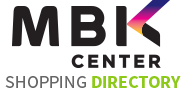 MBK
CENTER
SHOPPING DIRECTORY